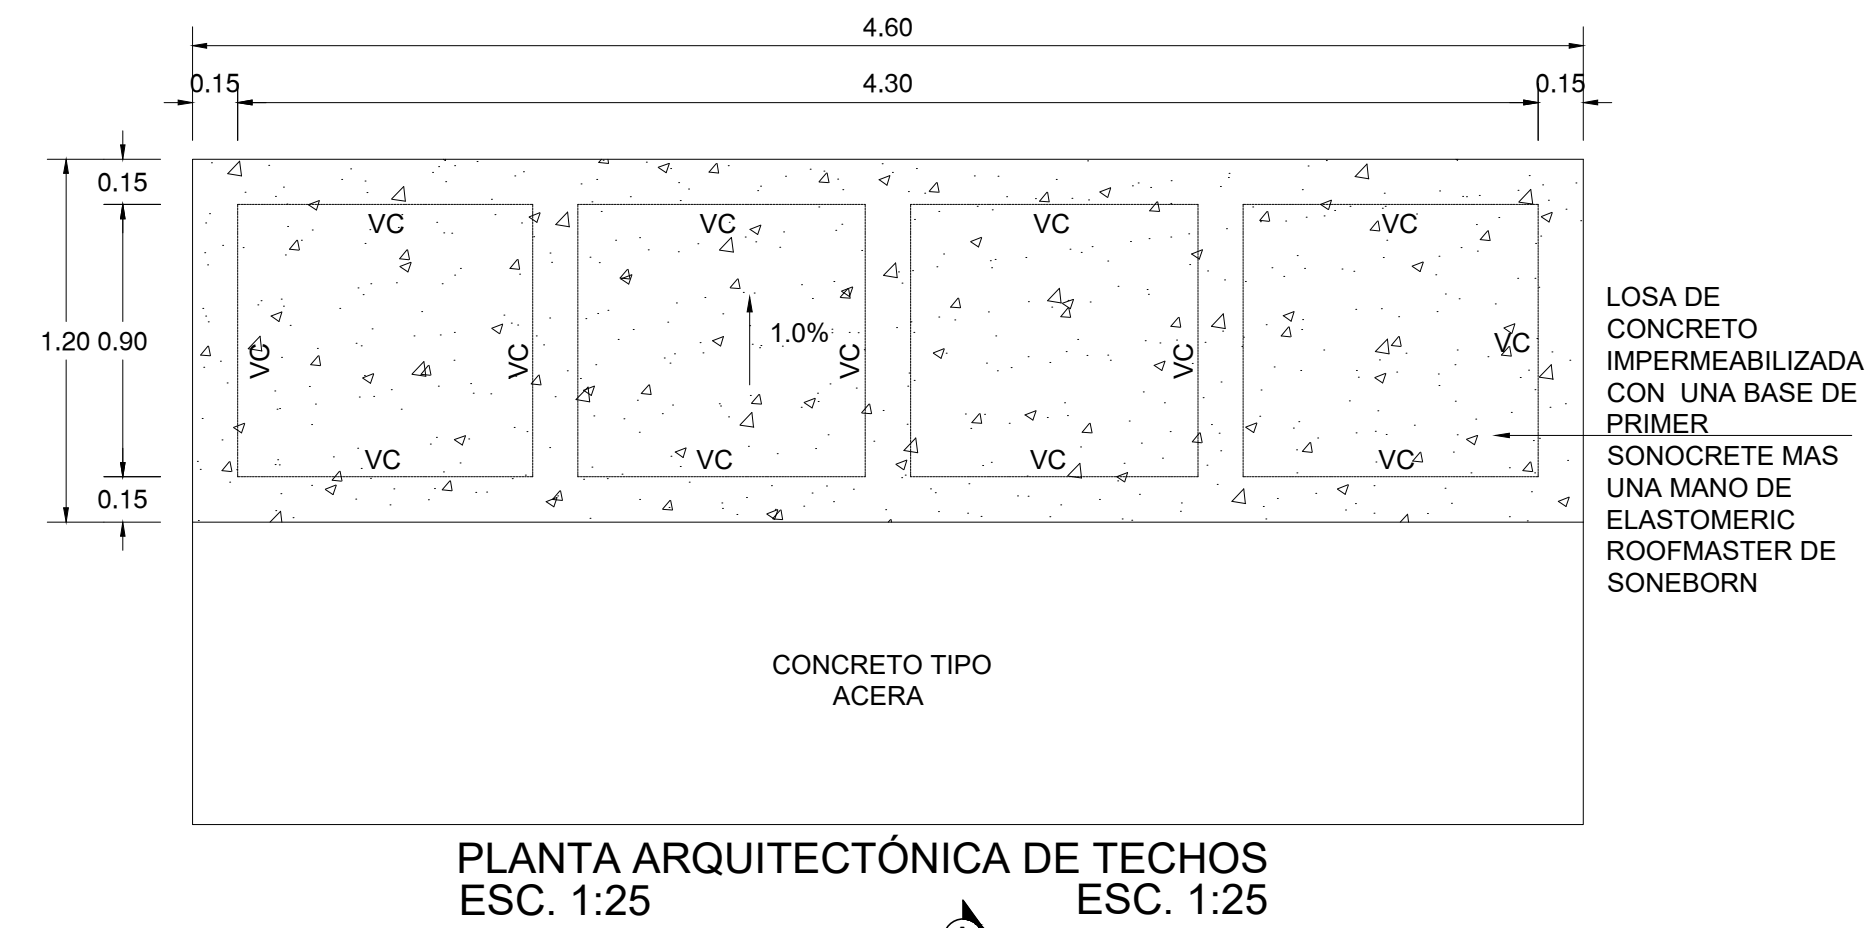 4.60
0.15
4.30
0.15
0.15
VC
VC
VC
VC
1.20
0.90
VC
VC
1.0%
VC
VC
VC
VC
VC
VC
VC
0.15
LOSA DE
CONCRETO
IMPERMEABILIZADA
CON UNA BASE DE
PRIMER
SONOCRETE MAS
UNA MANO DE
ELASTOMERIC
ROOFMASTER DE
SONEBORN
CONCRETO TIPO
ACERA
PLANTA ARQUITECTÓNICA DE TECHOS
ESC. 1:25
ESC. 1:25